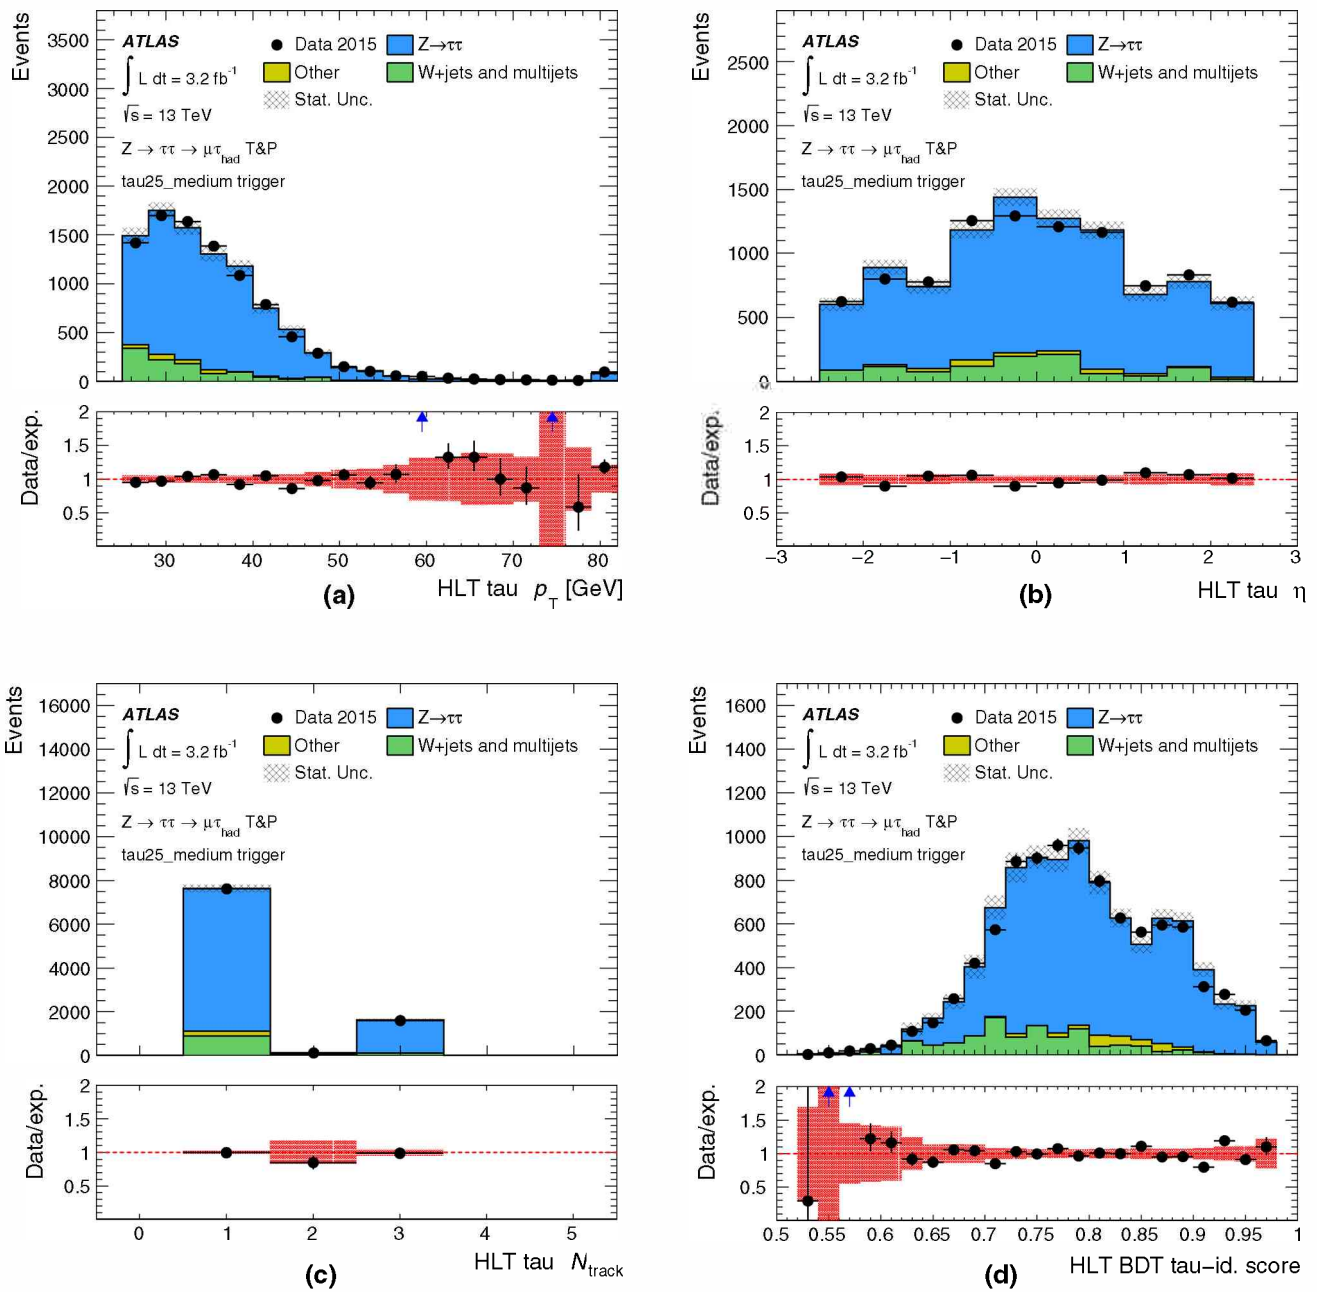 Events
3500
3000
2500
2000
1500
1000
500
0
ATLAS
∫ L dt = 3.2 fb⁻¹
√s = 13 TeV
Z → ττ → μτ_had T&P
tau25_medium trigger
Data 2015
Z→ττ
Other
W+jets and multijets
Stat. Unc.
Data/exp.
2
1.5
1
0.5
30 40 50 60 70 80
HLT tau p_T [GeV]
(a)
Events
2500
2000
1500
1000
500
0
ATLAS
∫ L dt = 3.2 fb⁻¹
√s = 13 TeV
Z → ττ → μτ_had T&P
tau25_medium trigger
Data 2015
Z→ττ
Other
W+jets and multijets
Stat. Unc.
Data/exp.
2
1.5
1
0.5
−3 −2 −1 0 1 2 3
HLT tau η
(b)
Events
16000
14000
12000
10000
8000
6000
4000
2000
0
ATLAS
∫ L dt = 3.2 fb⁻¹
√s = 13 TeV
Z → ττ → μτ_had T&P
tau25_medium trigger
Data 2015
Z→ττ
Other
W+jets and multijets
Stat. Unc.
Data/exp.
2
1.5
1
0.5
0 1 2 3 4 5
HLT tau N_track
(c)
Events
1600
1400
1200
1000
800
600
400
200
0
ATLAS
∫ L dt = 3.2 fb⁻¹
√s = 13 TeV
Z → ττ → μτ_had T&P
tau25_medium trigger
Data 2015
Z→ττ
Other
W+jets and multijets
Stat. Unc.
Data/exp.
2
1.5
1
0.5
0.5 0.55 0.6 0.65 0.7 0.75 0.8 0.85 0.9 0.95 1
HLT BDT tau−id. score
(d)